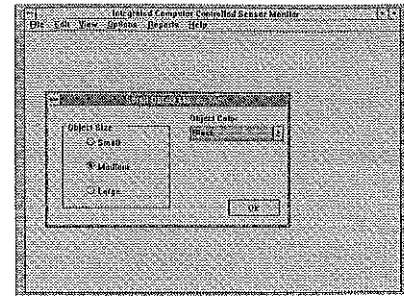 Integrated Computer Controlled Sensor Monitor
File Edit View Options Reports Help
Object Size
Object Color
Small
Black
Medium
Large
Ok